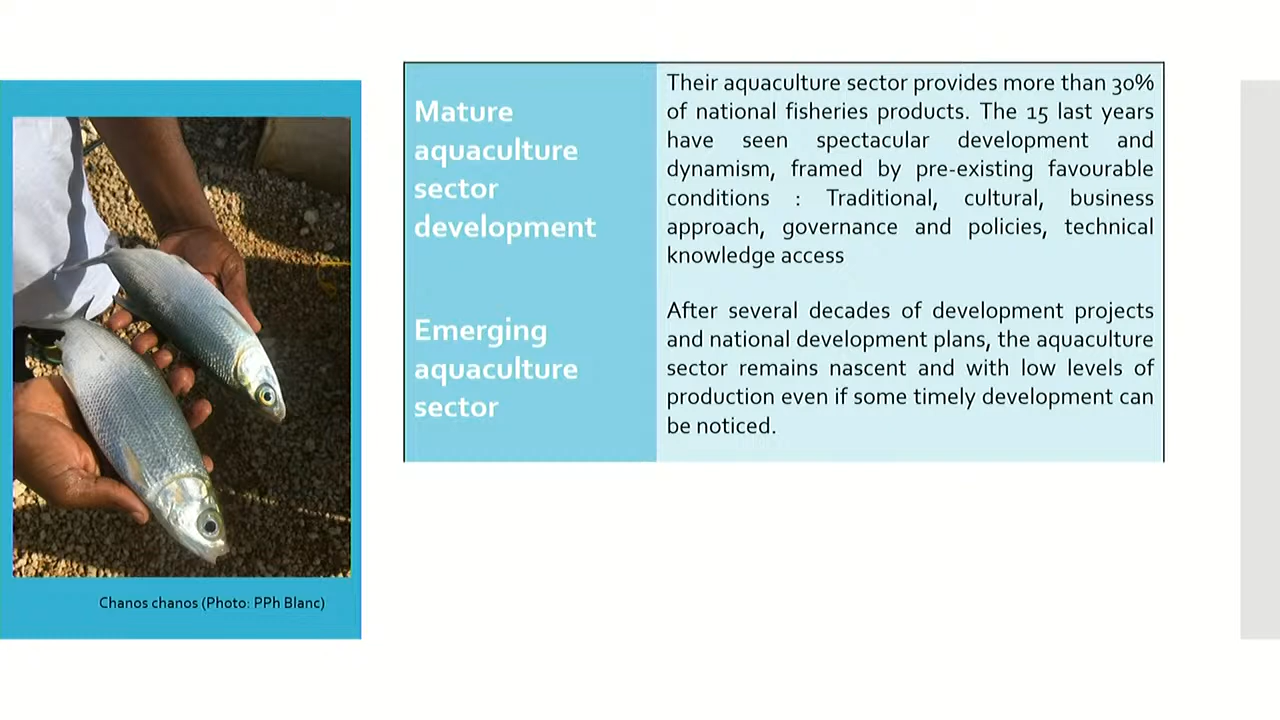 Mature
aquaculture
sector
development
Their aquaculture sector provides more than 30%
of national fisheries products. The 15 last years
have seen spectacular development and
dynamism, framed by pre-existing favourable
conditions : Traditional, cultural, business
approach, governance and policies, technical
knowledge access
Emerging
aquaculture
sector
After several decades of development projects
and national development plans, the aquaculture
sector remains nascent and with low levels of
production even if some timely development can
be noticed.
Chanos chanos (Photo: PPh Blanc)